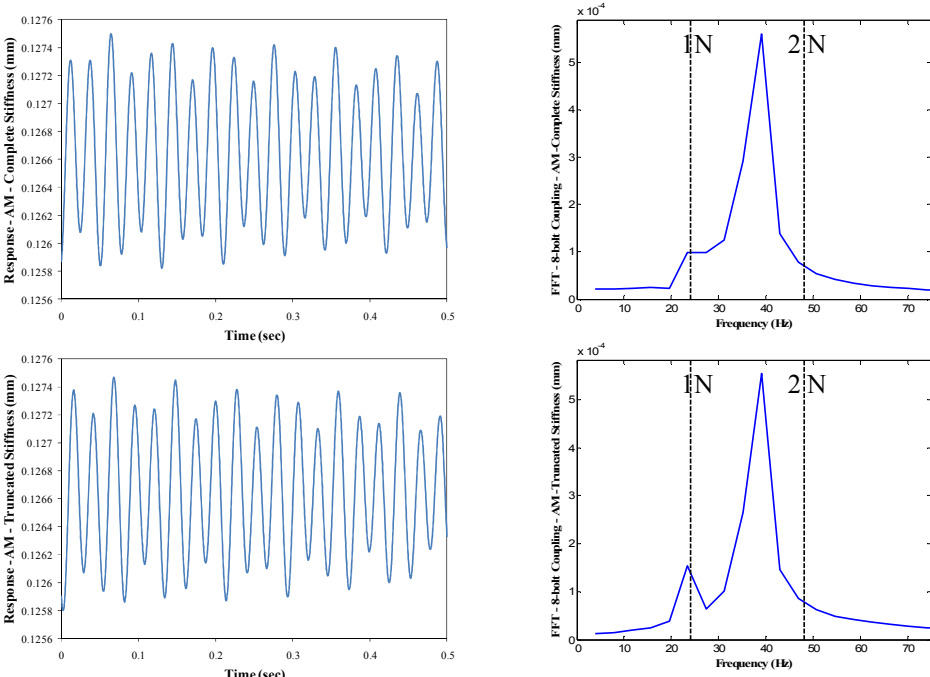 Response - AM - Complete Stiffness (mm)
0.1276
0.1274
0.1272
0.127
0.1268
0.1266
0.1264
0.1262
0.126
0.1258
0.1256
0 0.1 0.2 0.3 0.4 0.5
Time (sec)
x 10-4
FFT - 8-bolt Coupling - AM-Complete Stiffness (mm)
5
4
3
2
1
0
1N 2N
0 10 20 30 40 50 60 70
Frequency (Hz)
Response - AM - Truncated Stiffness (mm)
0.1276
0.1274
0.1272
0.127
0.1268
0.1266
0.1264
0.1262
0.126
0.1258
0.1256
0 0.1 0.2 0.3 0.4 0.5
Time (sec)
x 10-4
FFT - 8-bolt Coupling - AM-Truncated Stiffness (mm)
5
4
3
2
1
0
1N 2N
0 10 20 30 40 50 60 70
Frequency (Hz)